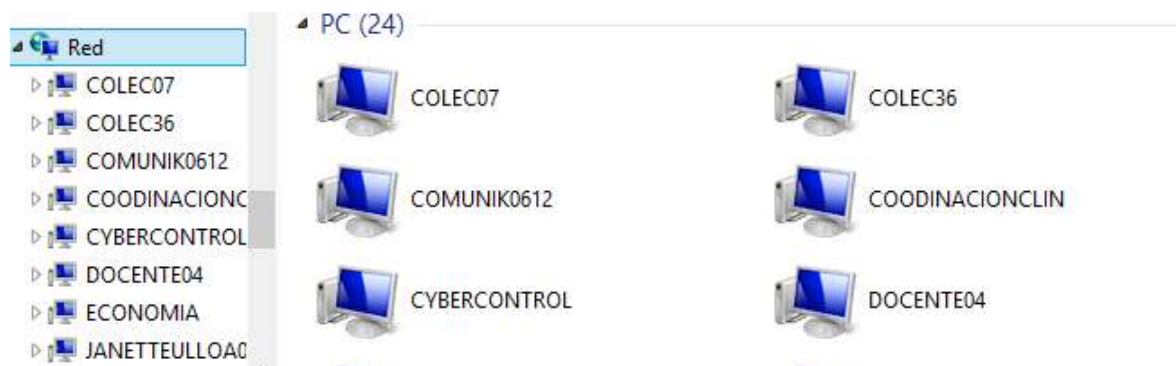 Red
COLEC07
COLEC36
COMUNIK0612
COODINACIONC
CYBERCONTROL
DOCENTE04
ECONOMIA
JANETTEULLOA0
PC (24)
COLEC07
COLEC36
COMUNIK0612
COODINACIONCLIN
CYBERCONTROL
DOCENTE04